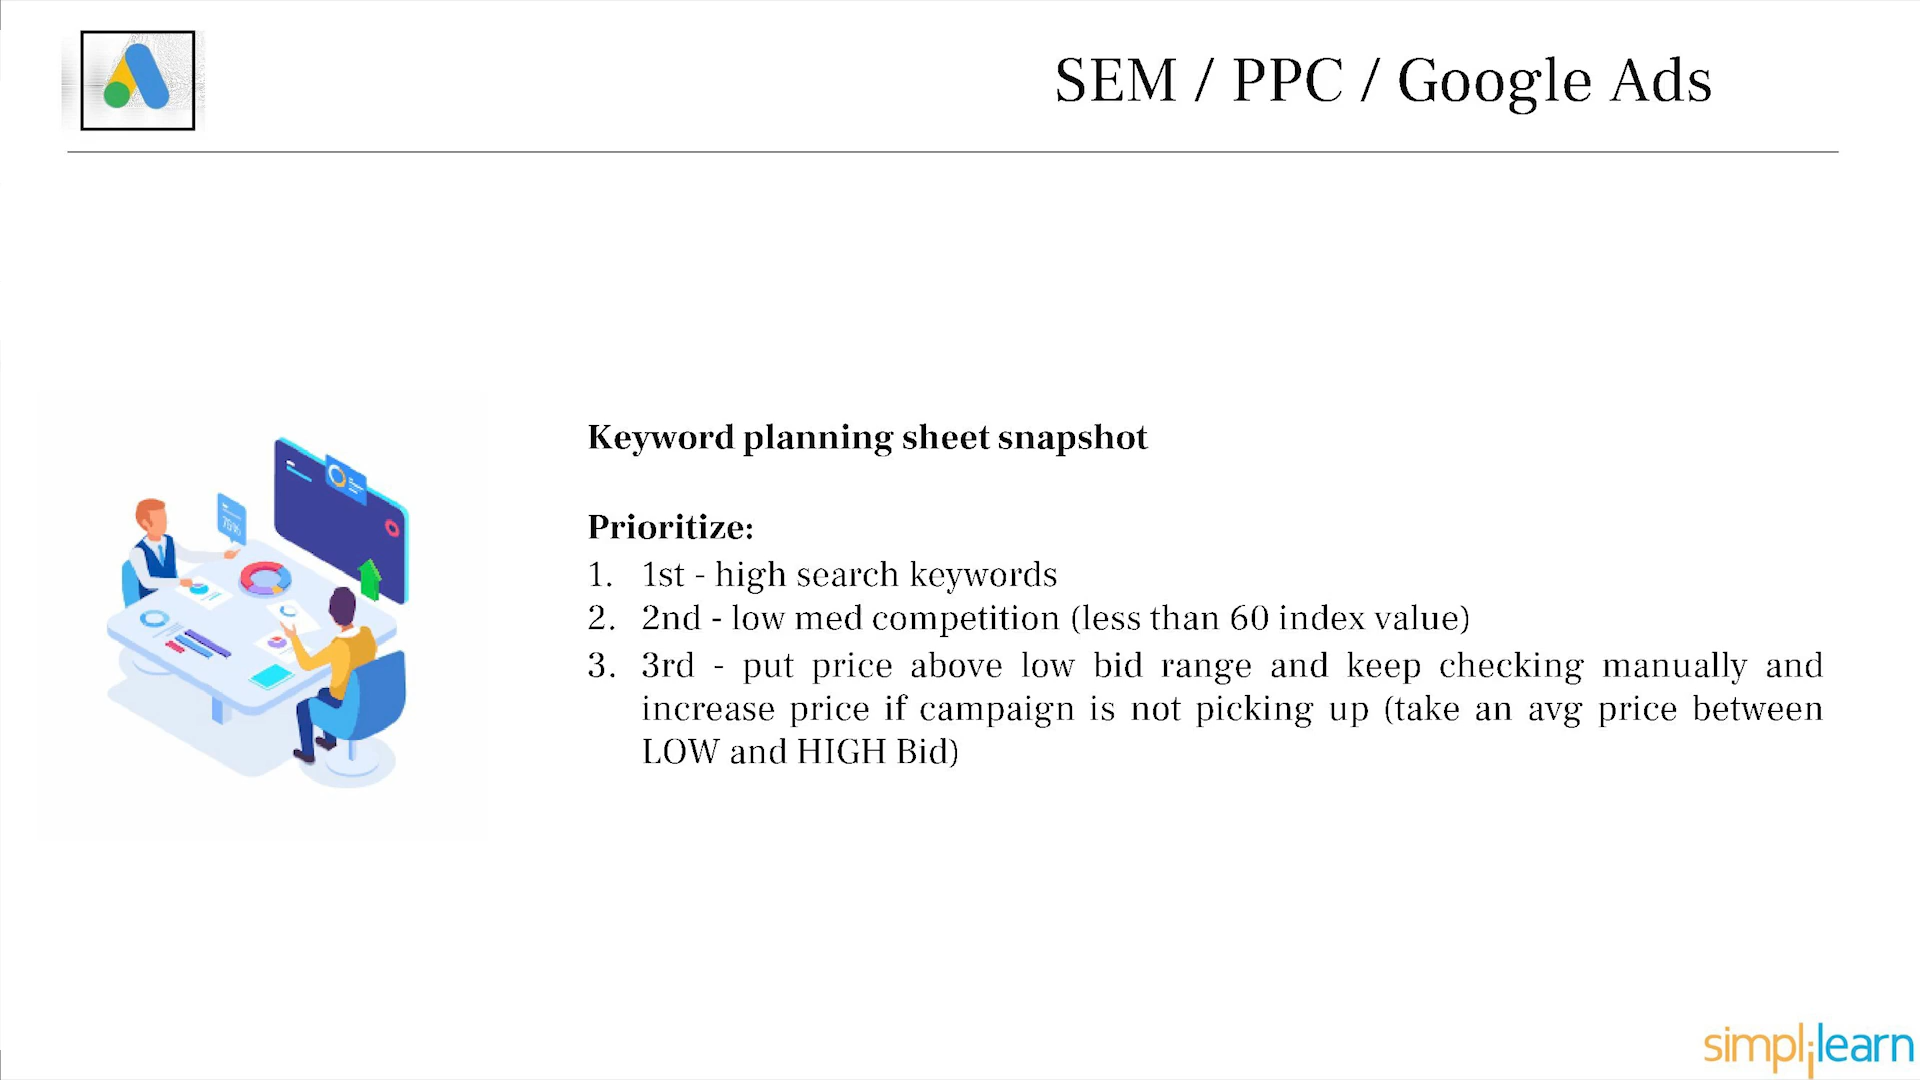 SEM / PPC / Google Ads
Keyword planning sheet snapshot
Prioritize:
1. 1st - high search keywords
2. 2nd - low med competition (less than 60 index value)
3. 3rd - put price above low bid range and keep checking manually and
increase price if campaign is not picking up (take an avg price between
LOW and HIGH Bid)
75%
simplilearn